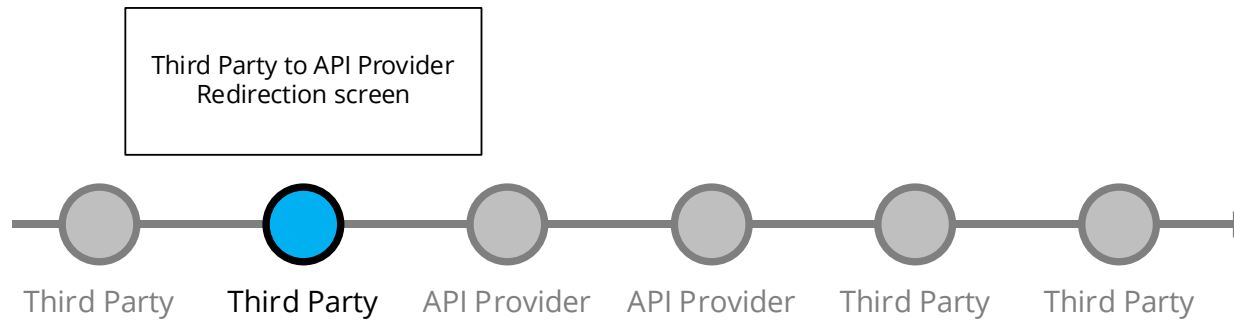 Third Party to API Provider
Redirection screen
Third Party
Third Party
API Provider
API Provider
Third Party
Third Party